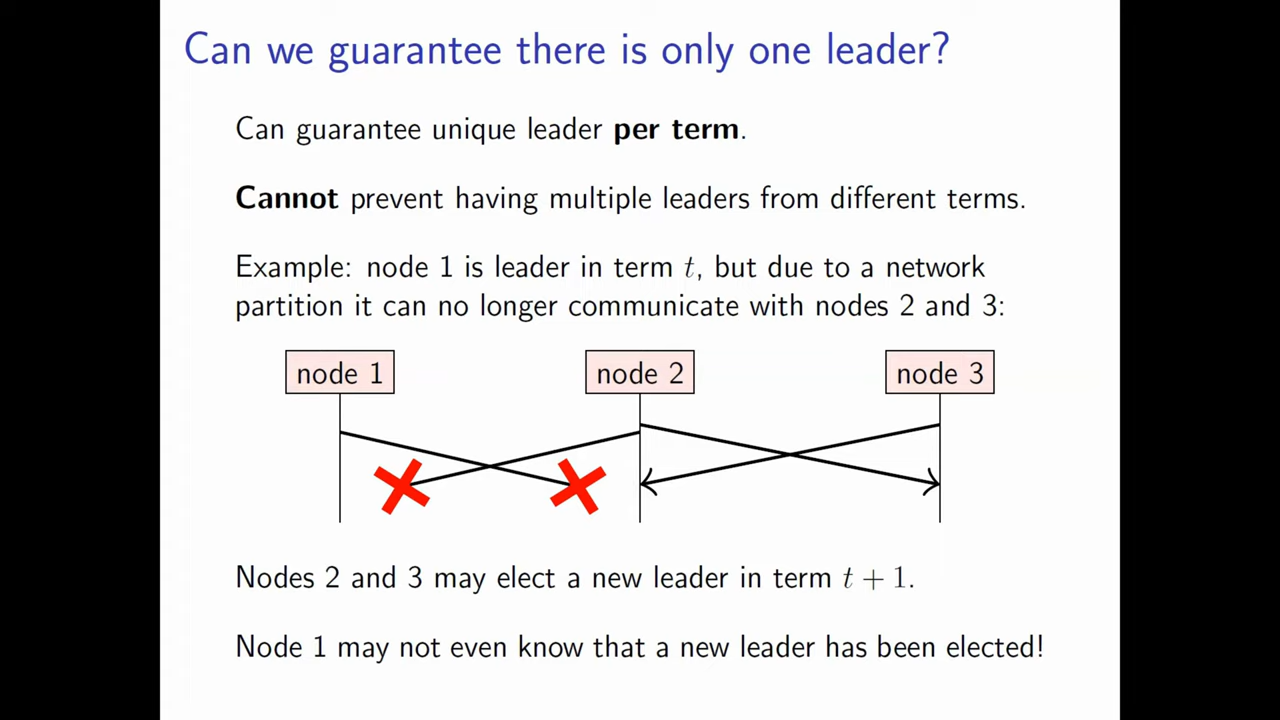 Can we guarantee there is only one leader?
Can guarantee unique leader per term.
Cannot prevent having multiple leaders from different terms.
Example: node 1 is leader in term t, but due to a network
partition it can no longer communicate with nodes 2 and 3:
node 1
node 2
node 3
Nodes 2 and 3 may elect a new leader in term t + 1.
Node 1 may not even know that a new leader has been elected!